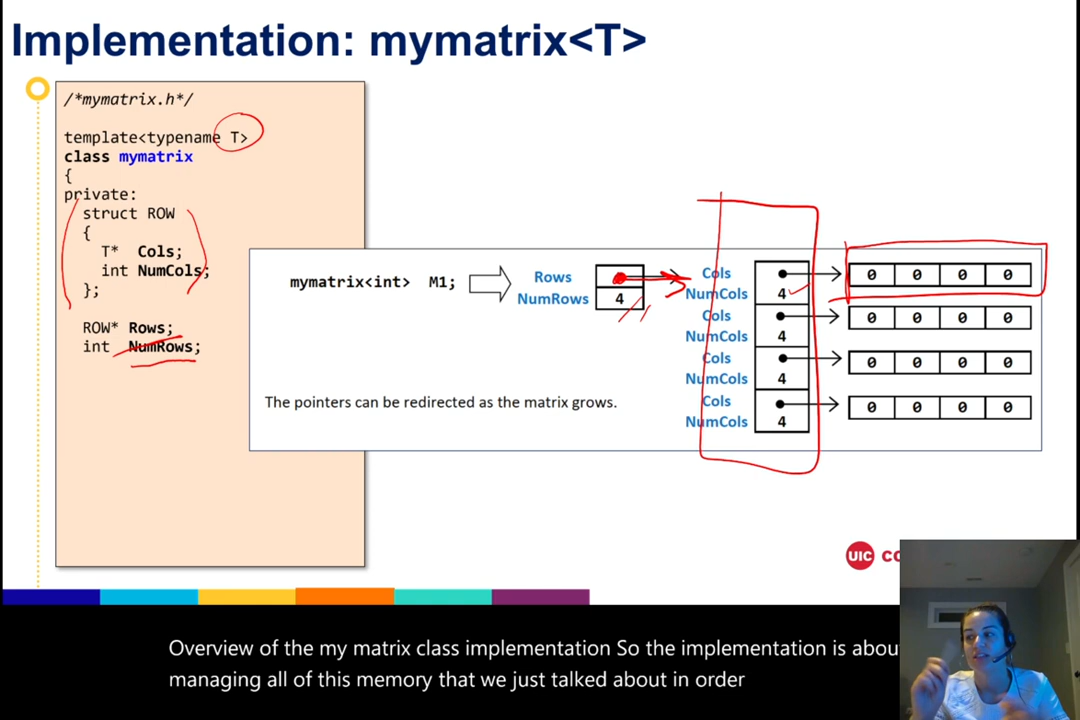 Implementation: mymatrix<T>
/*mymatrix.h*/
template<typename T>
class mymatrix
{
private:
struct ROW
{
T* Cols;
int NumCols;
};
ROW* Rows;
int NumRows;
mymatrix<int> M1;
Rows
NumRows 4
Cols
NumCols 4
Cols
NumCols 4
Cols
NumCols 4
Cols
NumCols 4
0 0 0 0
0 0 0 0
0 0 0 0
0 0 0 0
The pointers can be redirected as the matrix grows.
UIC
Overview of the my matrix class implementation So the implementation is abou
managing all of this memory that we just talked about in order